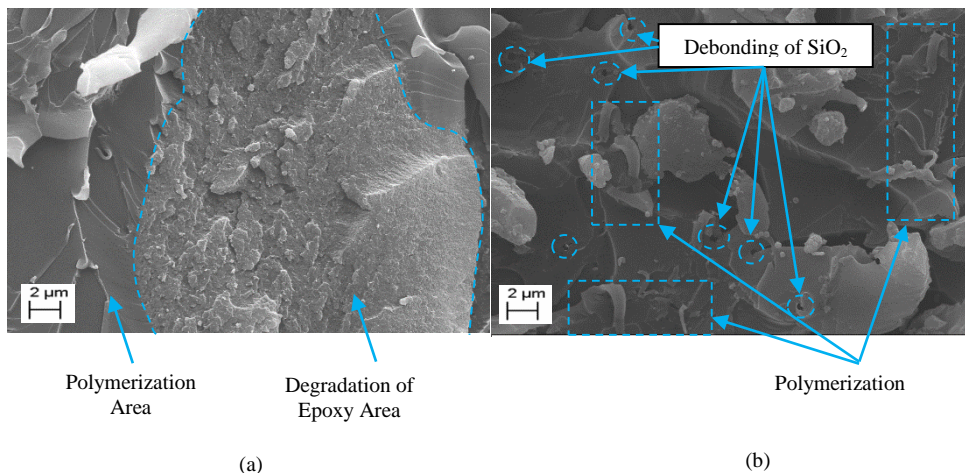 Debonding of SiO₂
2 µm
2 µm
Polymerization
Area
Degradation of
Epoxy Area
Polymerization
(a)
(b)